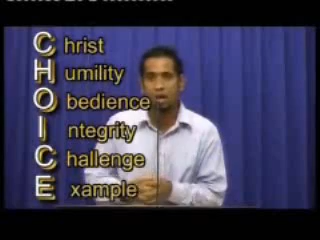 Christ
Humility
Obedience
Integrity
Challenge
Example